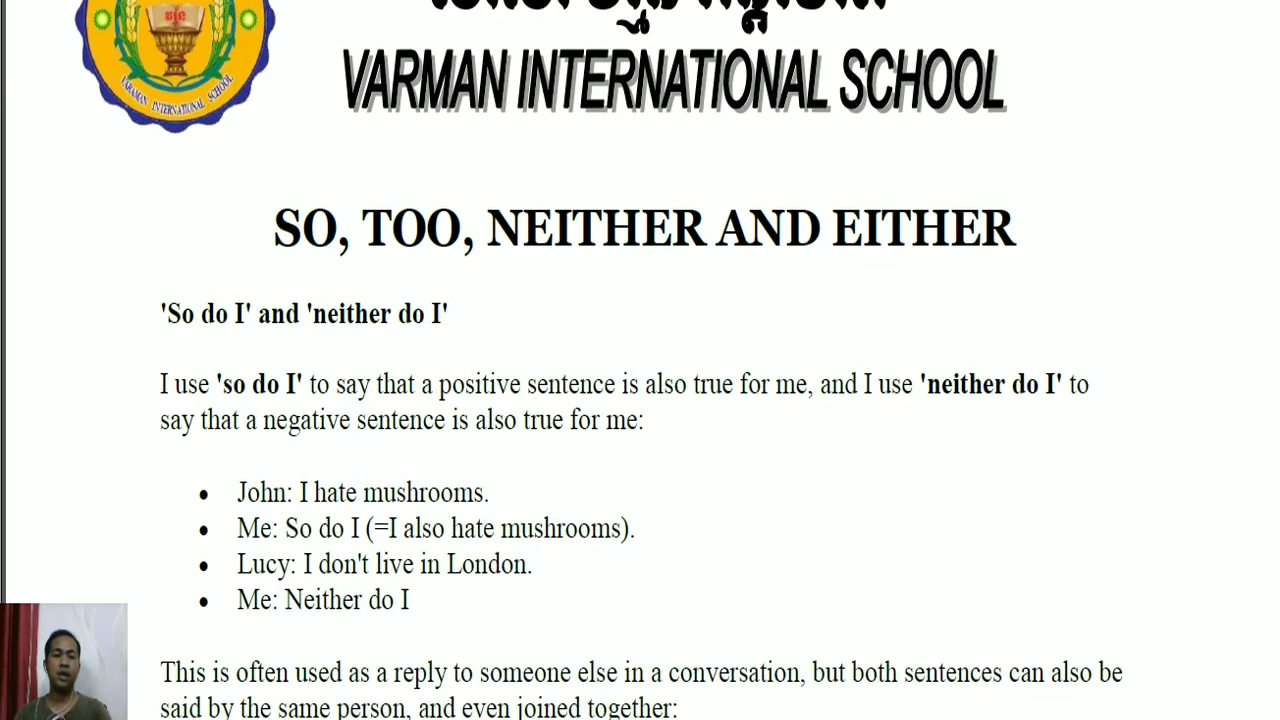 VARMAN INTERNATIONAL SCHOOL
VARAMAN INTERNATIONAL SCHOOL
SO, TOO, NEITHER AND EITHER
'So do I' and 'neither do I'
I use 'so do I' to say that a positive sentence is also true for me, and I use 'neither do I' to
say that a negative sentence is also true for me:
• John: I hate mushrooms.
• Me: So do I (=I also hate mushrooms).
• Lucy: I don't live in London.
• Me: Neither do I
This is often used as a reply to someone else in a conversation, but both sentences can also be
said by the same person, and even joined together: